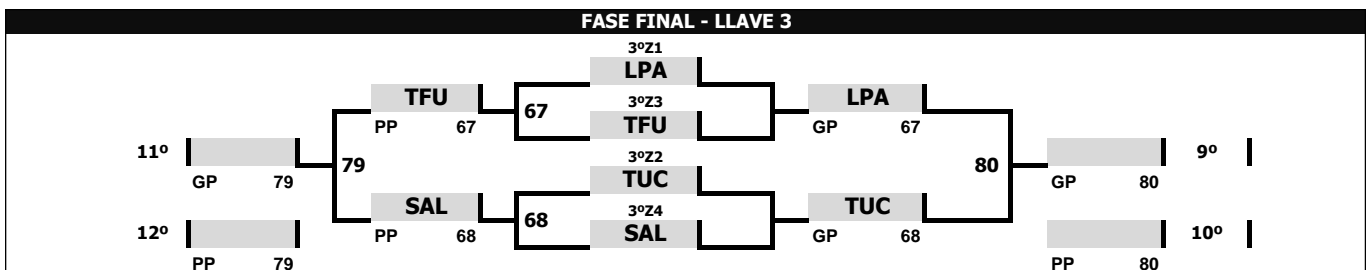 FASE FINAL - LLAVE 3
3ºZ1
LPA
TFU LPA
67 3ºZ3
PP 67 TFU GP 67
11º 79 3ºZ2 80 9º
GP 79 TUC GP 80
SAL TUC
68 3ºZ4
12º PP 68 SAL GP 68 10º
PP 79 PP 80